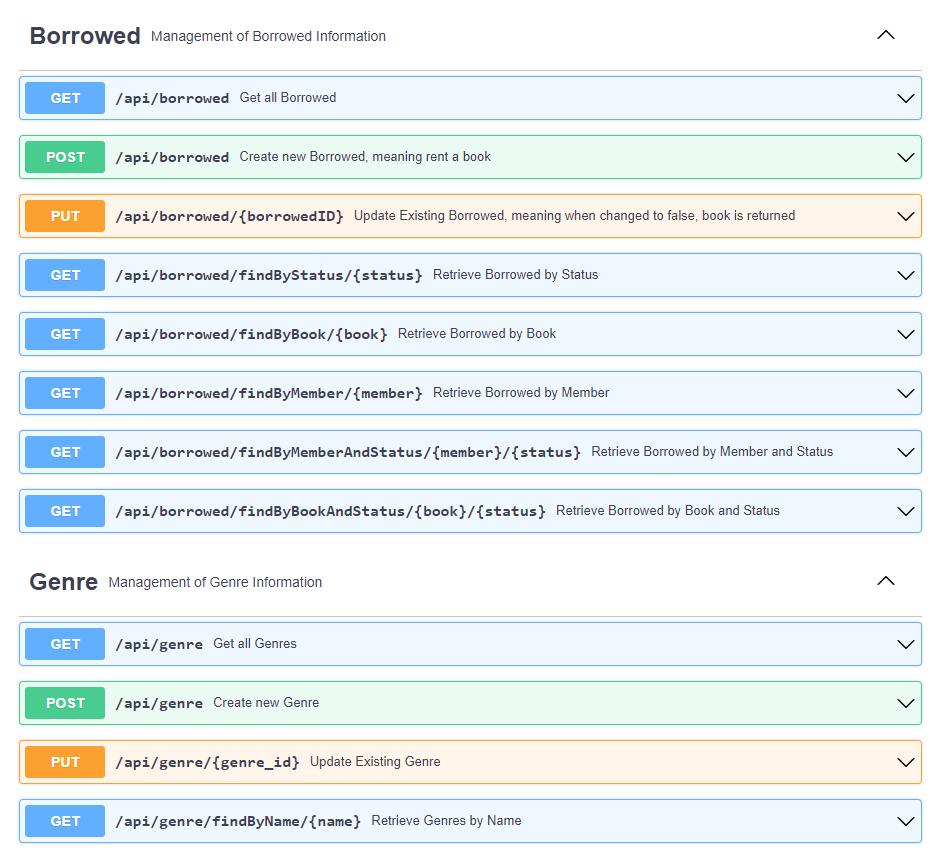 Borrowed Management of Borrowed Information
GET /api/borrowed Get all Borrowed
POST /api/borrowed Create new Borrowed, meaning rent a book
PUT /api/borrowed/{borrowedID} Update Existing Borrowed, meaning when changed to false, book is returned
GET /api/borrowed/findByStatus/{status} Retrieve Borrowed by Status
GET /api/borrowed/findByBook/{book} Retrieve Borrowed by Book
GET /api/borrowed/findByMember/{member} Retrieve Borrowed by Member
GET /api/borrowed/findByMemberAndStatus/{member}/{status} Retrieve Borrowed by Member and Status
GET /api/borrowed/findByBookAndStatus/{book}/{status} Retrieve Borrowed by Book and Status
Genre Management of Genre Information
GET /api/genre Get all Genres
POST /api/genre Create new Genre
PUT /api/genre/{genre_id} Update Existing Genre
GET /api/genre/findByName/{name} Retrieve Genres by Name